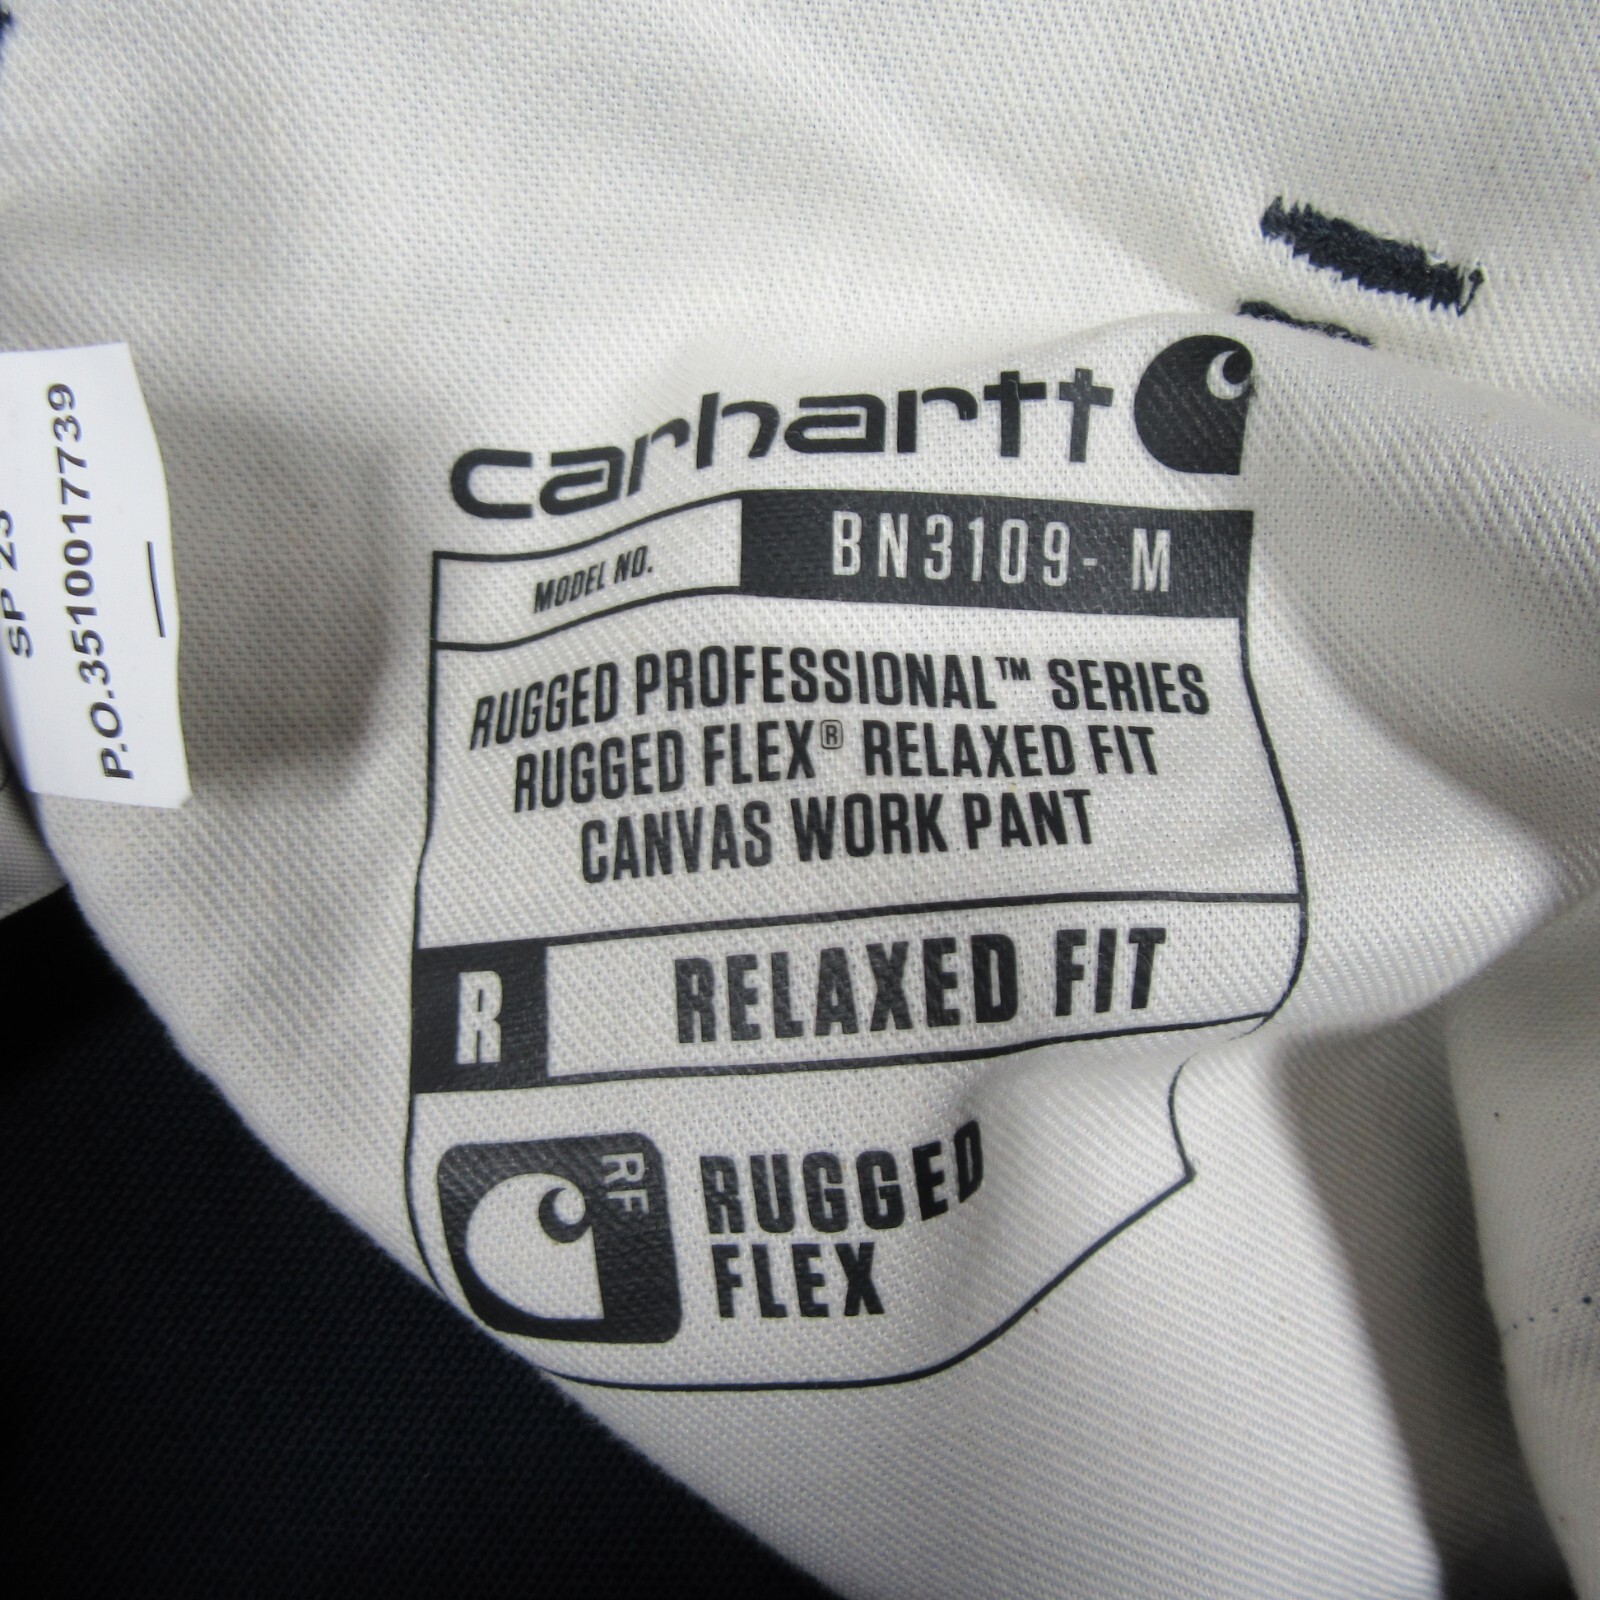 SP 23
P.O.3510017739
carhartt
MODEL NO.
BN3109- M
RUGGED PROFESSIONAL™ SERIES
RUGGED FLEX® RELAXED FIT
CANVAS WORK PANT
R
RELAXED FIT
RF
RUGGED
FLEX